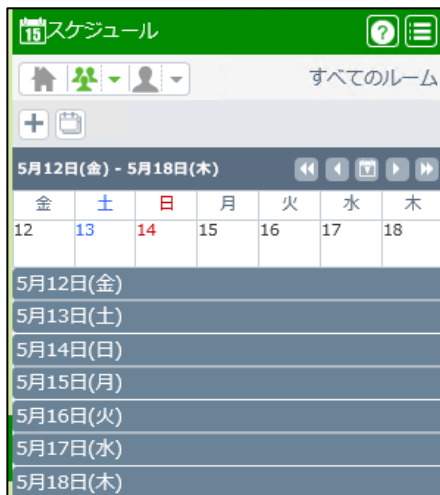 15 スケジュール ?
すべてのルーム
5月12日(金) - 5月18日(木)
金 土 日 月 火 水 木
12 13 14 15 16 17 18
5月12日(金)
5月13日(土)
5月14日(日)
5月15日(月)
5月16日(火)
5月17日(水)
5月18日(木)